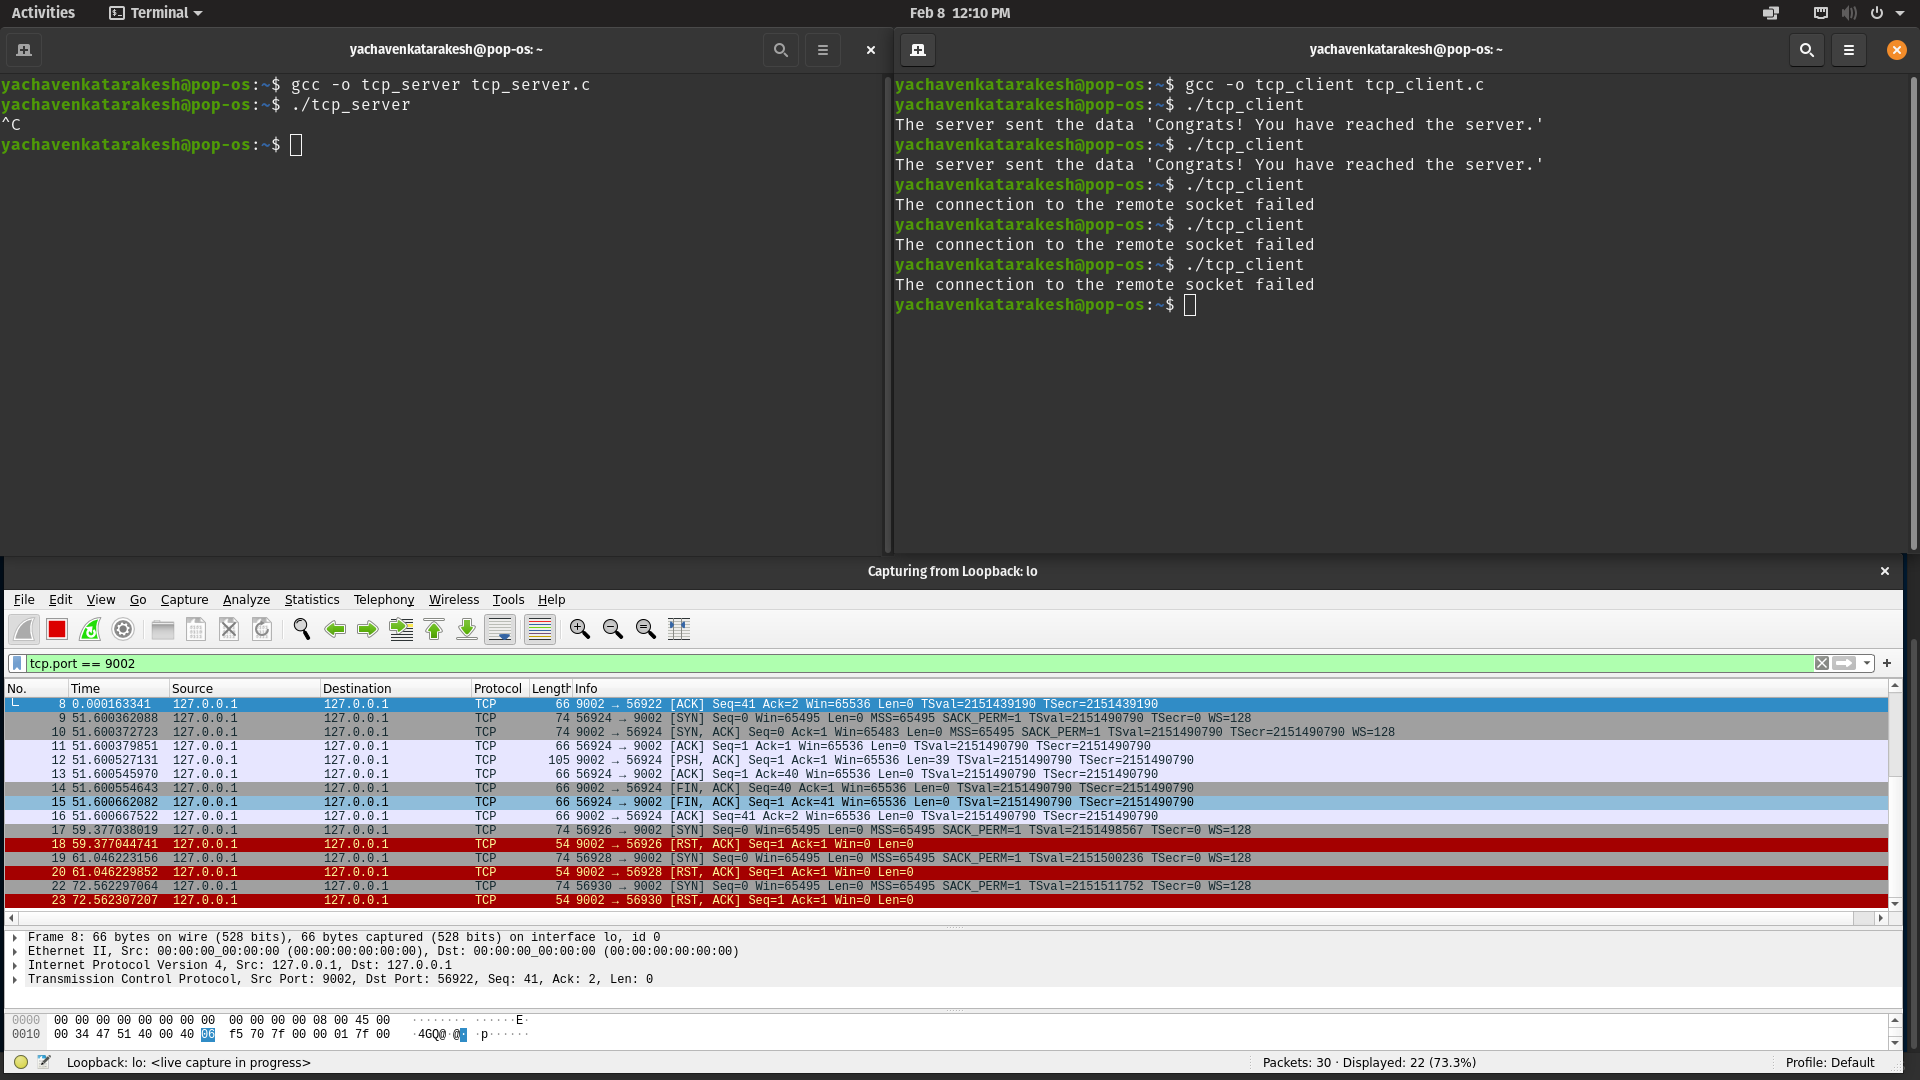 Activities Terminal Feb 8 12:10 PM
yachavenkatarakesh@pop-os: ~
yachavenkatarakesh@pop-os:~$ gcc -o tcp_server tcp_server.c
yachavenkatarakesh@pop-os:~$ ./tcp_server
^C
yachavenkatarakesh@pop-os:~$
yachavenkatarakesh@pop-os: ~
yachavenkatarakesh@pop-os:~$ gcc -o tcp_client tcp_client.c
yachavenkatarakesh@pop-os:~$ ./tcp_client
The server sent the data 'Congrats! You have reached the server.'
yachavenkatarakesh@pop-os:~$ ./tcp_client
The server sent the data 'Congrats! You have reached the server.'
yachavenkatarakesh@pop-os:~$ ./tcp_client
The connection to the remote socket failed
yachavenkatarakesh@pop-os:~$ ./tcp_client
The connection to the remote socket failed
yachavenkatarakesh@pop-os:~$ ./tcp_client
The connection to the remote socket failed
yachavenkatarakesh@pop-os:~$
Capturing from Loopback: lo
File Edit View Go Capture Analyze Statistics Telephony Wireless Tools Help
tcp.port == 9002
No. Time Source Destination Protocol Length Info
8 0.000163341 127.0.0.1 127.0.0.1 TCP 66 9002 → 56922 [ACK] Seq=41 Ack=2 Win=65536 Len=0 TSval=2151439190 TSecr=2151439190
9 51.600362088 127.0.0.1 127.0.0.1 TCP 74 56924 → 9002 [SYN] Seq=0 Win=65495 Len=0 MSS=65495 SACK_PERM=1 TSval=2151490790 TSecr=0 WS=128
10 51.600372723 127.0.0.1 127.0.0.1 TCP 74 9002 → 56924 [SYN, ACK] Seq=0 Ack=1 Win=65483 Len=0 MSS=65495 SACK_PERM=1 TSval=2151490790 TSecr=2151490790 WS=128
11 51.600379851 127.0.0.1 127.0.0.1 TCP 66 56924 → 9002 [ACK] Seq=1 Ack=1 Win=65536 Len=0 TSval=2151490790 TSecr=2151490790
12 51.600527131 127.0.0.1 127.0.0.1 TCP 105 9002 → 56924 [PSH, ACK] Seq=1 Ack=1 Win=65536 Len=39 TSval=2151490790 TSecr=2151490790
13 51.600545970 127.0.0.1 127.0.0.1 TCP 66 56924 → 9002 [ACK] Seq=1 Ack=40 Win=65536 Len=0 TSval=2151490790 TSecr=2151490790
14 51.600554643 127.0.0.1 127.0.0.1 TCP 66 9002 → 56924 [FIN, ACK] Seq=40 Ack=1 Win=65536 Len=0 TSval=2151490790 TSecr=2151490790
15 51.600662082 127.0.0.1 127.0.0.1 TCP 66 56924 → 9002 [FIN, ACK] Seq=1 Ack=41 Win=65536 Len=0 TSval=2151490790 TSecr=2151490790
16 51.600667522 127.0.0.1 127.0.0.1 TCP 66 9002 → 56924 [ACK] Seq=41 Ack=2 Win=65536 Len=0 TSval=2151490790 TSecr=2151490790
17 59.377038019 127.0.0.1 127.0.0.1 TCP 74 56926 → 9002 [SYN] Seq=0 Win=65495 Len=0 MSS=65495 SACK_PERM=1 TSval=2151498567 TSecr=0 WS=128
18 59.377044741 127.0.0.1 127.0.0.1 TCP 54 9002 → 56926 [RST, ACK] Seq=1 Ack=1 Win=0 Len=0
19 61.046223156 127.0.0.1 127.0.0.1 TCP 74 56928 → 9002 [SYN] Seq=0 Win=65495 Len=0 MSS=65495 SACK_PERM=1 TSval=2151500236 TSecr=0 WS=128
20 61.046229852 127.0.0.1 127.0.0.1 TCP 54 9002 → 56928 [RST, ACK] Seq=1 Ack=1 Win=0 Len=0
22 72.562297064 127.0.0.1 127.0.0.1 TCP 74 56930 → 9002 [SYN] Seq=0 Win=65495 Len=0 MSS=65495 SACK_PERM=1 TSval=2151511752 TSecr=0 WS=128
23 72.562307207 127.0.0.1 127.0.0.1 TCP 54 9002 → 56930 [RST, ACK] Seq=1 Ack=1 Win=0 Len=0
Frame 8: 66 bytes on wire (528 bits), 66 bytes captured (528 bits) on interface lo, id 0
Ethernet II, Src: 00:00:00_00:00:00 (00:00:00:00:00:00), Dst: 00:00:00_00:00:00 (00:00:00:00:00:00)
Internet Protocol Version 4, Src: 127.0.0.1, Dst: 127.0.0.1
Transmission Control Protocol, Src Port: 9002, Dst Port: 56922, Seq: 41, Ack: 2, Len: 0
0000 00 00 00 00 00 00 00 00 00 00 00 00 08 00 45 00 ········ ······E·
0010 00 34 47 51 40 00 40 06 f5 70 7f 00 00 01 7f 00 ·4GQ@·@· ·p······
Loopback: lo: <live capture in progress> Packets: 30 · Displayed: 22 (73.3%) Profile: Default